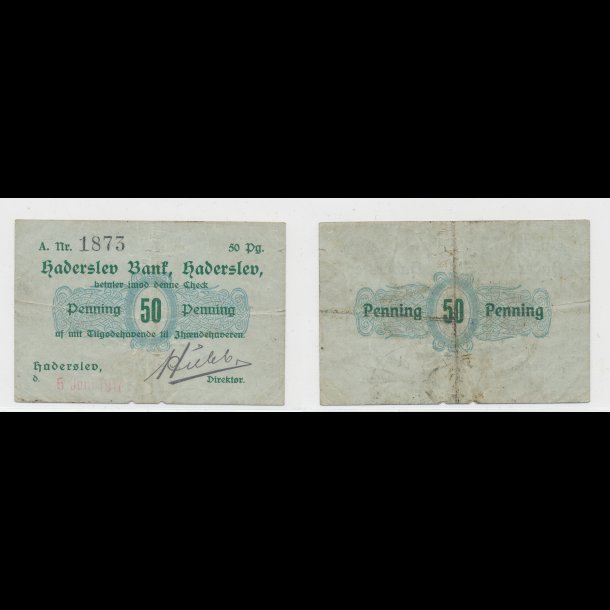 A. Nr. 1873 50 Pg.
Haderslev Bank, Haderslev,
betaler imod denne Check
Penning 50 Penning
af mit Tilgodehavende til Ihændehaveren.
Haderslev,
d.
Direktør.
Penning 50 Penning